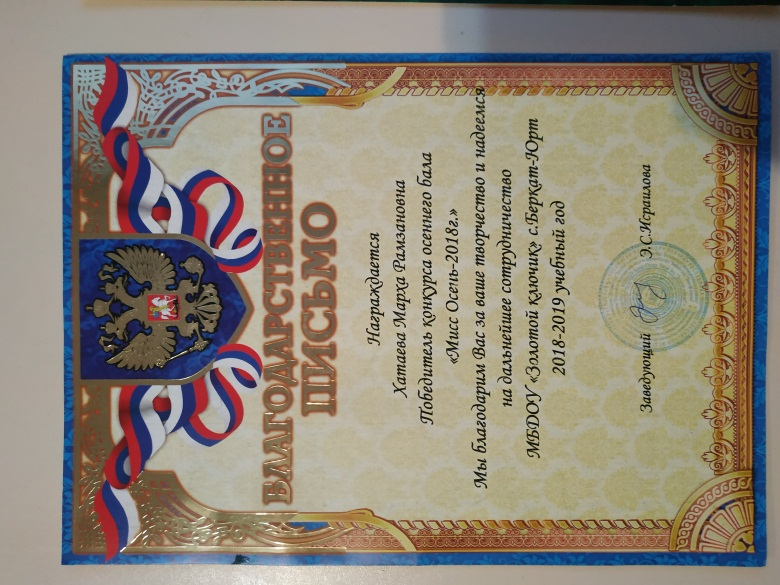 БЛАГОДАРСТВЕННОЕ
ПИСЬМО
Награждается
Хатаева Марха Рамзановна
Победитель конкурса осеннего бала
«Мисс Осень-2018г.»
Мы благодарим Вас за ваше творчество и надеемся
на дальнейшее сотрудничество
МБДОУ «Золотой ключик» с.Беркат-Юрт
2018-2019 учебный год
Заведующий Э.С.Исраилова